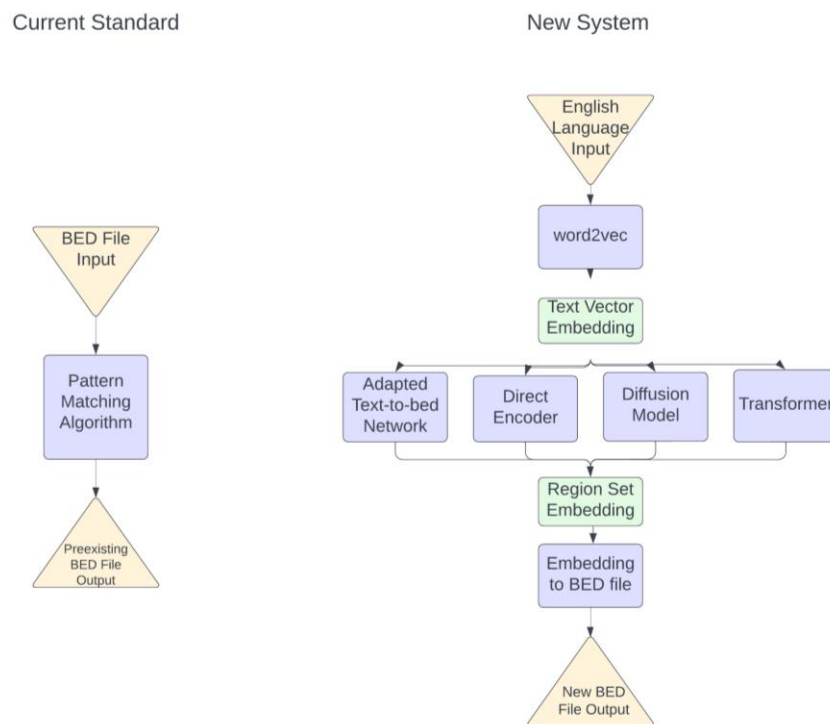 Current Standard
New System
English
Language
Input
word2vec
Text Vector
Embedding
BED File
Input
Pattern
Matching
Algorithm
Preexisting
BED File
Output
Adapted
Text-to-bed
Network
Direct
Encoder
Diffusion
Model
Transformer
Region Set
Embedding
Embedding
to BED file
New BED
File Output